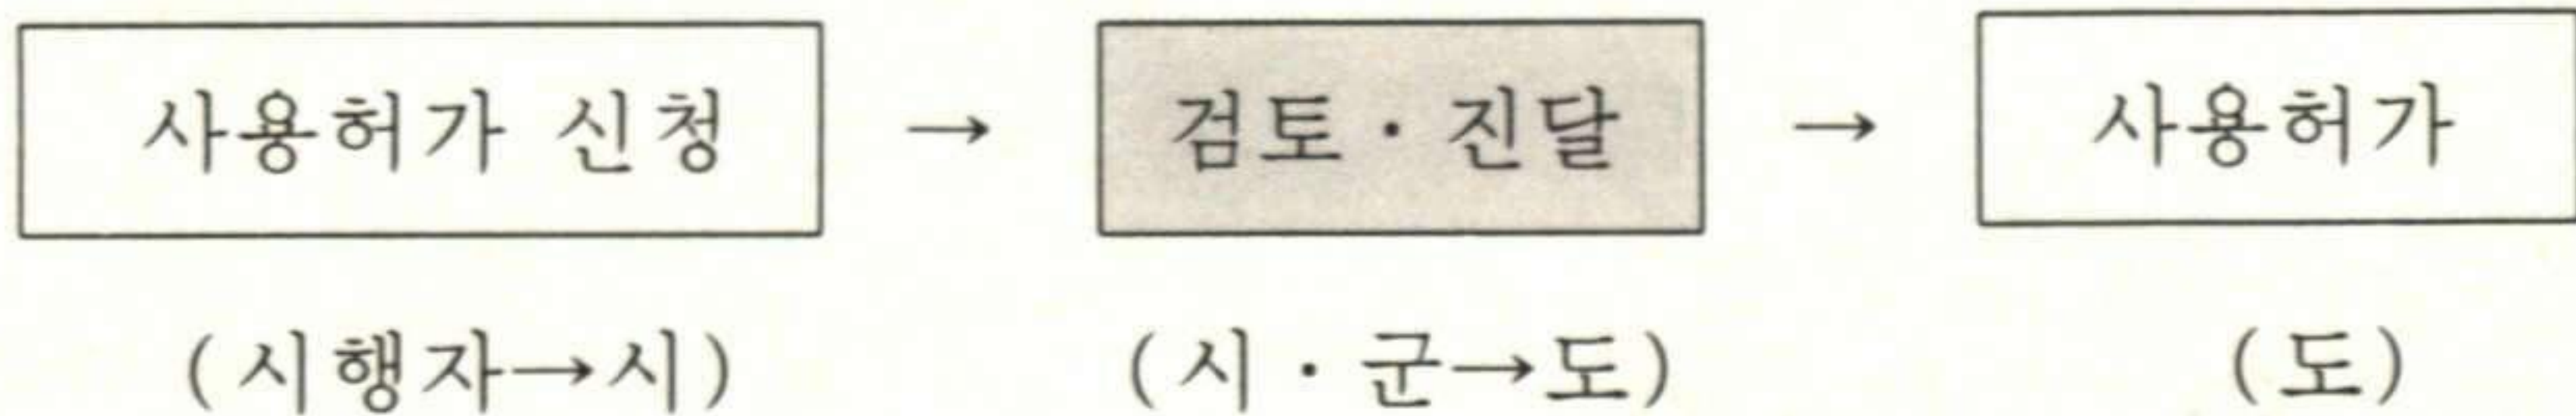 사용허가 신청 → 검토·진달 → 사용허가
(시행자→시) (시·군→도) (도)